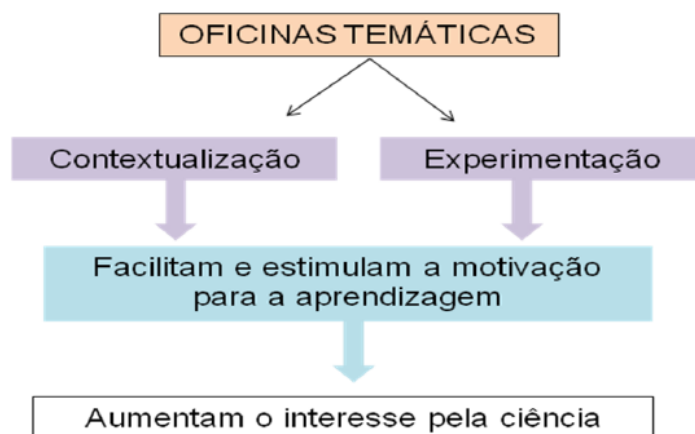 OFICINAS TEMÁTICAS
Contextualização
Experimentação
Facilitam e estimulam a motivação
para a aprendizagem
Aumentam o interesse pela ciência